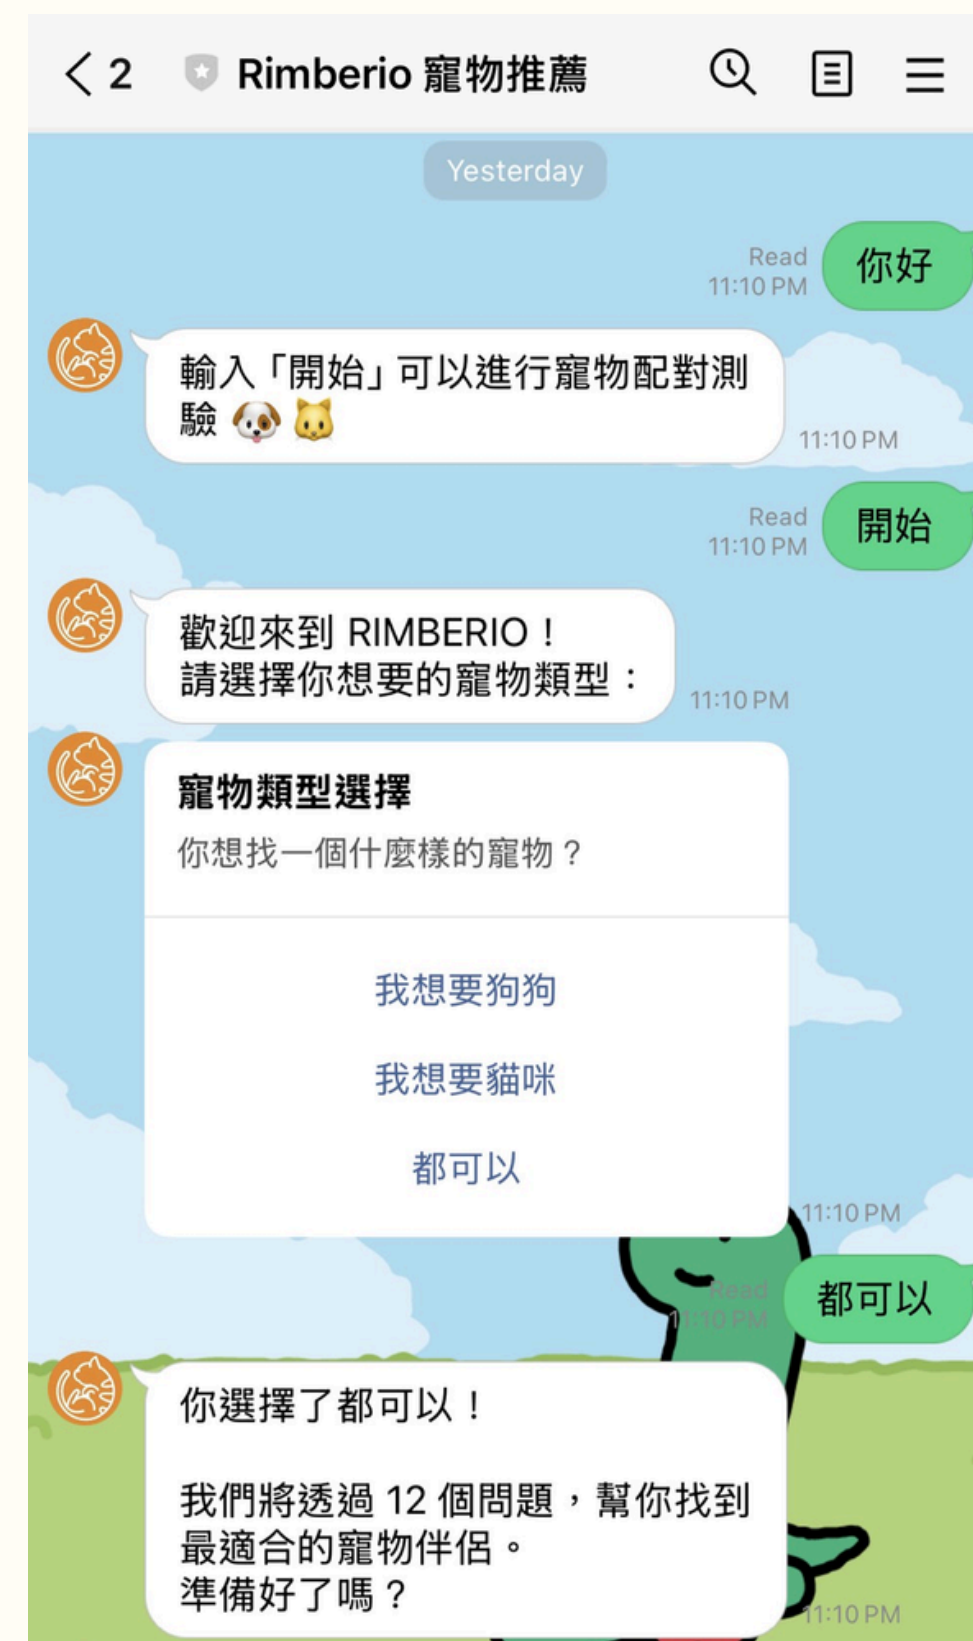 2 Rimberio 寵物推薦
Yesterday
Read
11:10 PM
你好
輸入「開始」可以進行寵物配對測
驗 🐶 🐱
11:10 PM
Read
11:10 PM
開始
歡迎來到 RIMBERIO！
請選擇你想要的寵物類型：
11:10 PM
寵物類型選擇
你想找一個什麼樣的寵物？
我想要狗狗
我想要貓咪
都可以
11:10 PM
Read
11:10 PM
都可以
你選擇了都可以！
我們將透過 12 個問題，幫你找到
最適合的寵物伴侶。
準備好了嗎？
11:10 PM